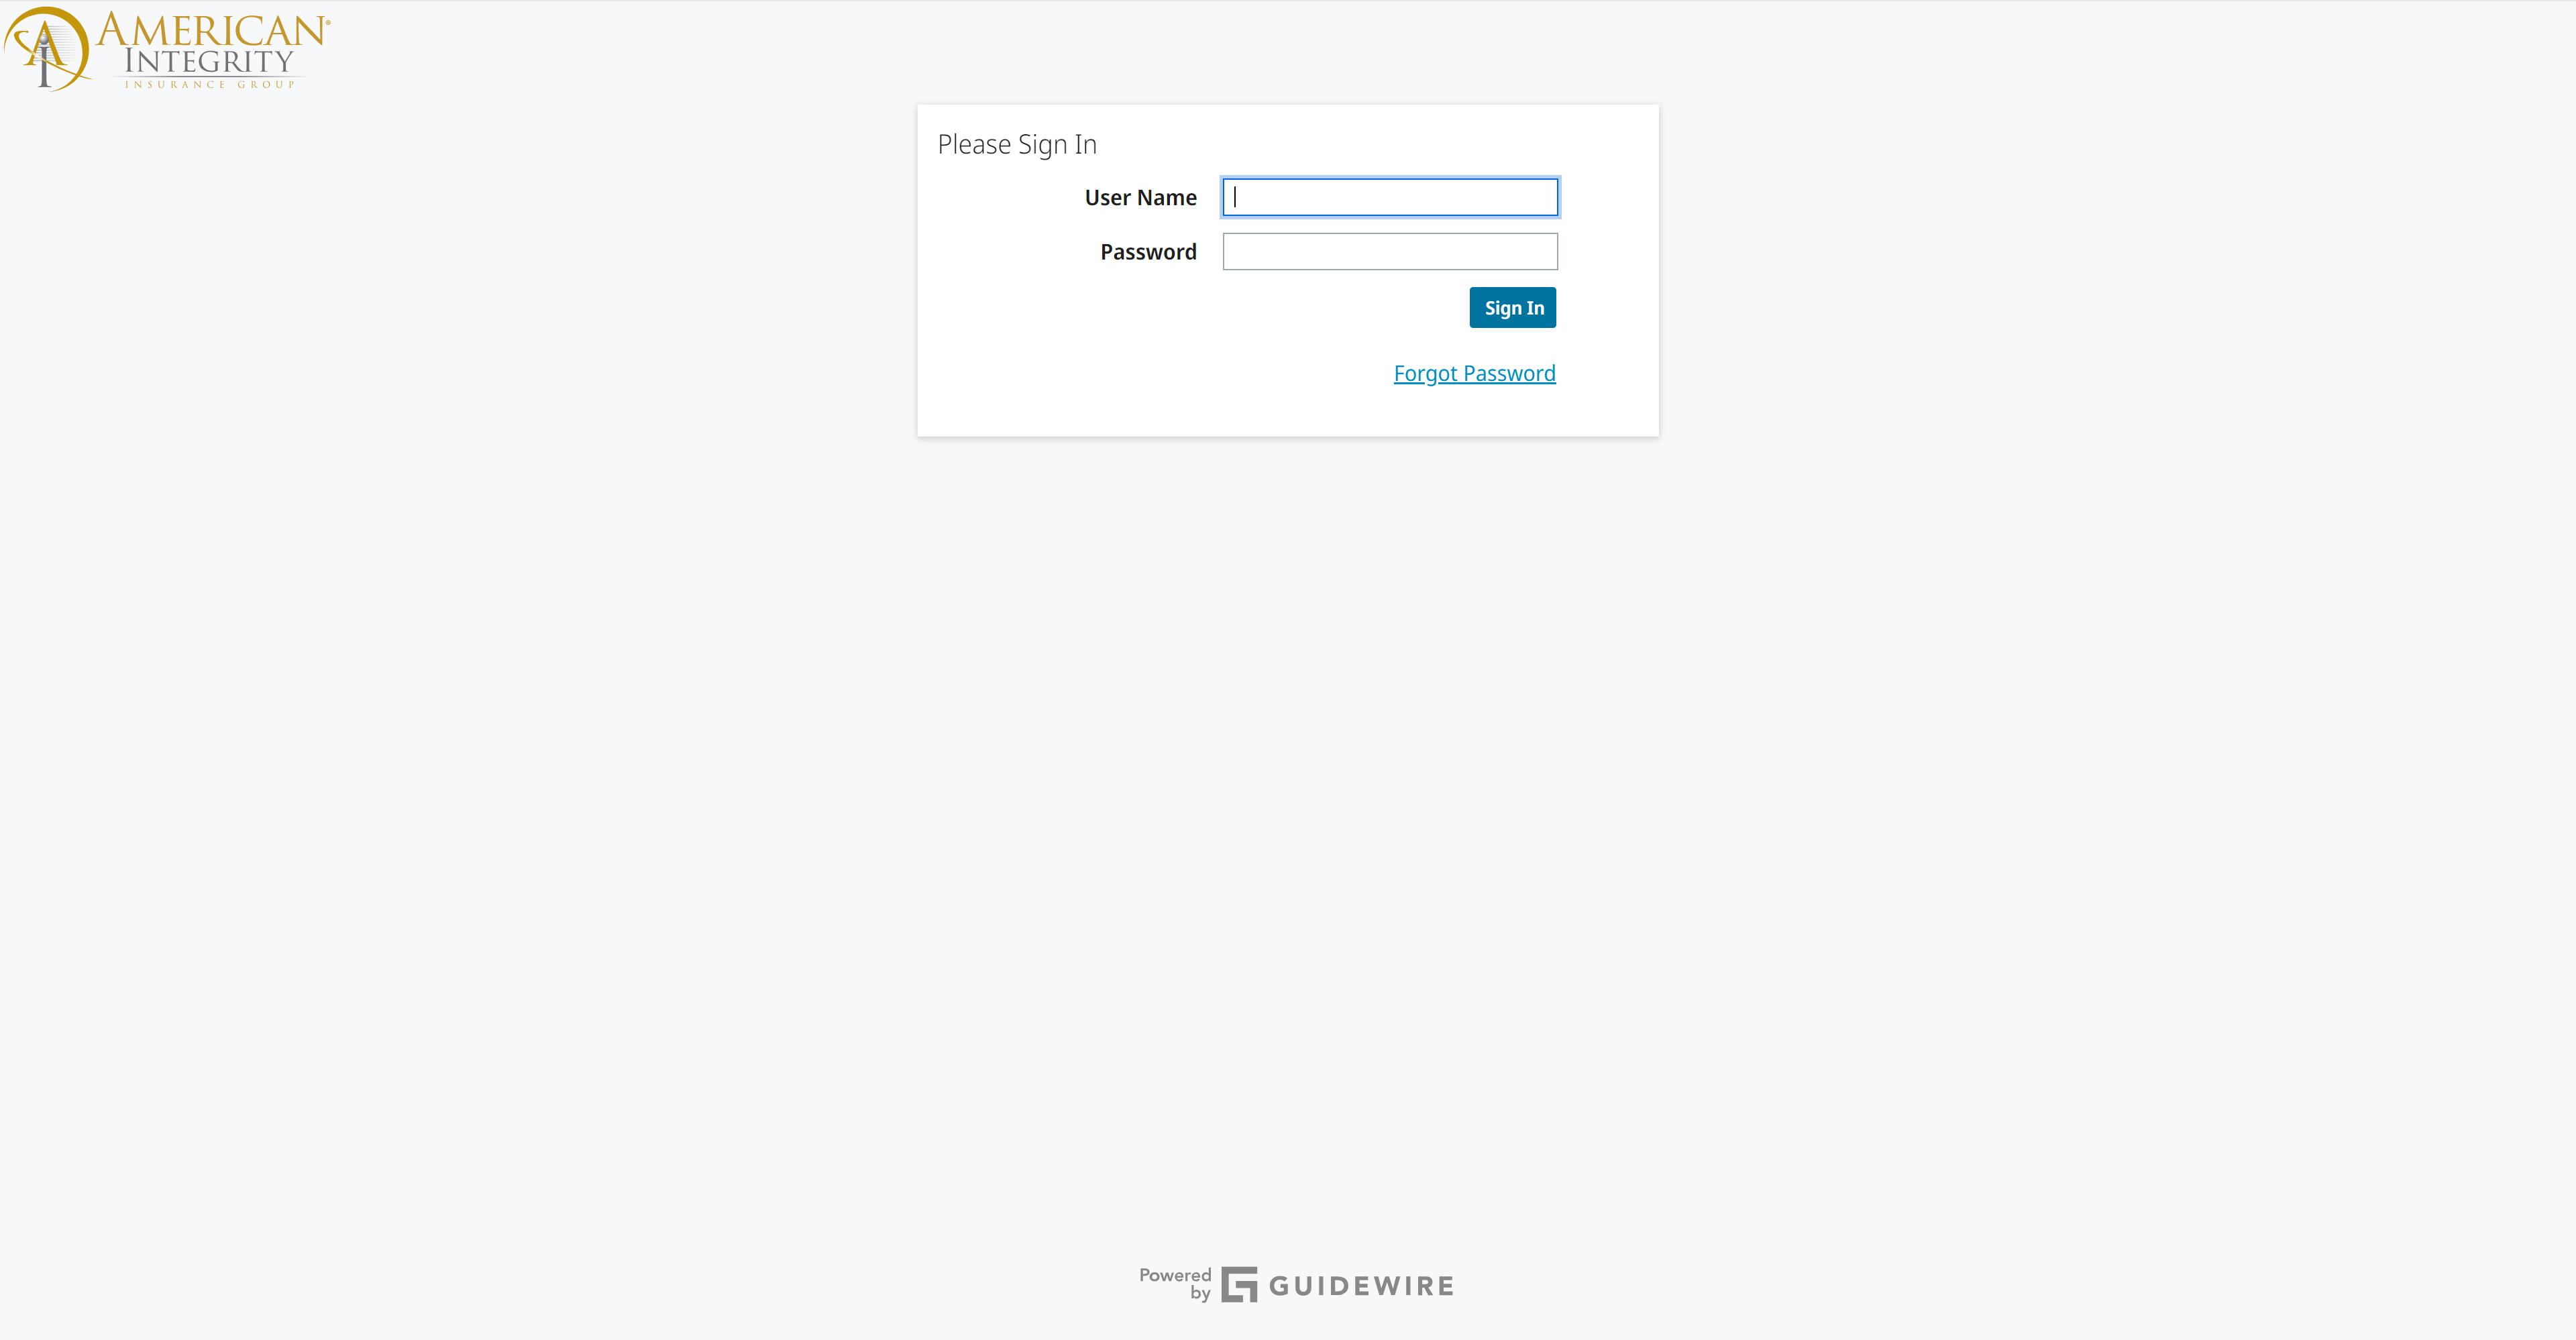 AMERICAN®
INTEGRITY
INSURANCE GROUP
Please Sign In
User Name
Password
Sign In
Forgot Password
Powered
by
GUIDEWIRE